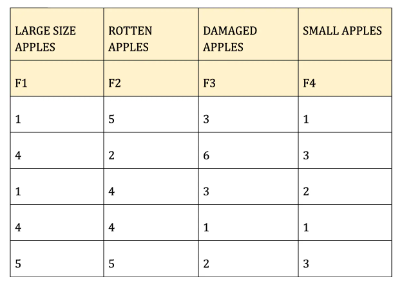 LARGE SIZE APPLES ROTTEN APPLES DAMAGED APPLES SMALL APPLES
F1 F2 F3 F4
1 5 3 1
4 2 6 3
1 4 3 2
4 4 1 1
5 5 2 3